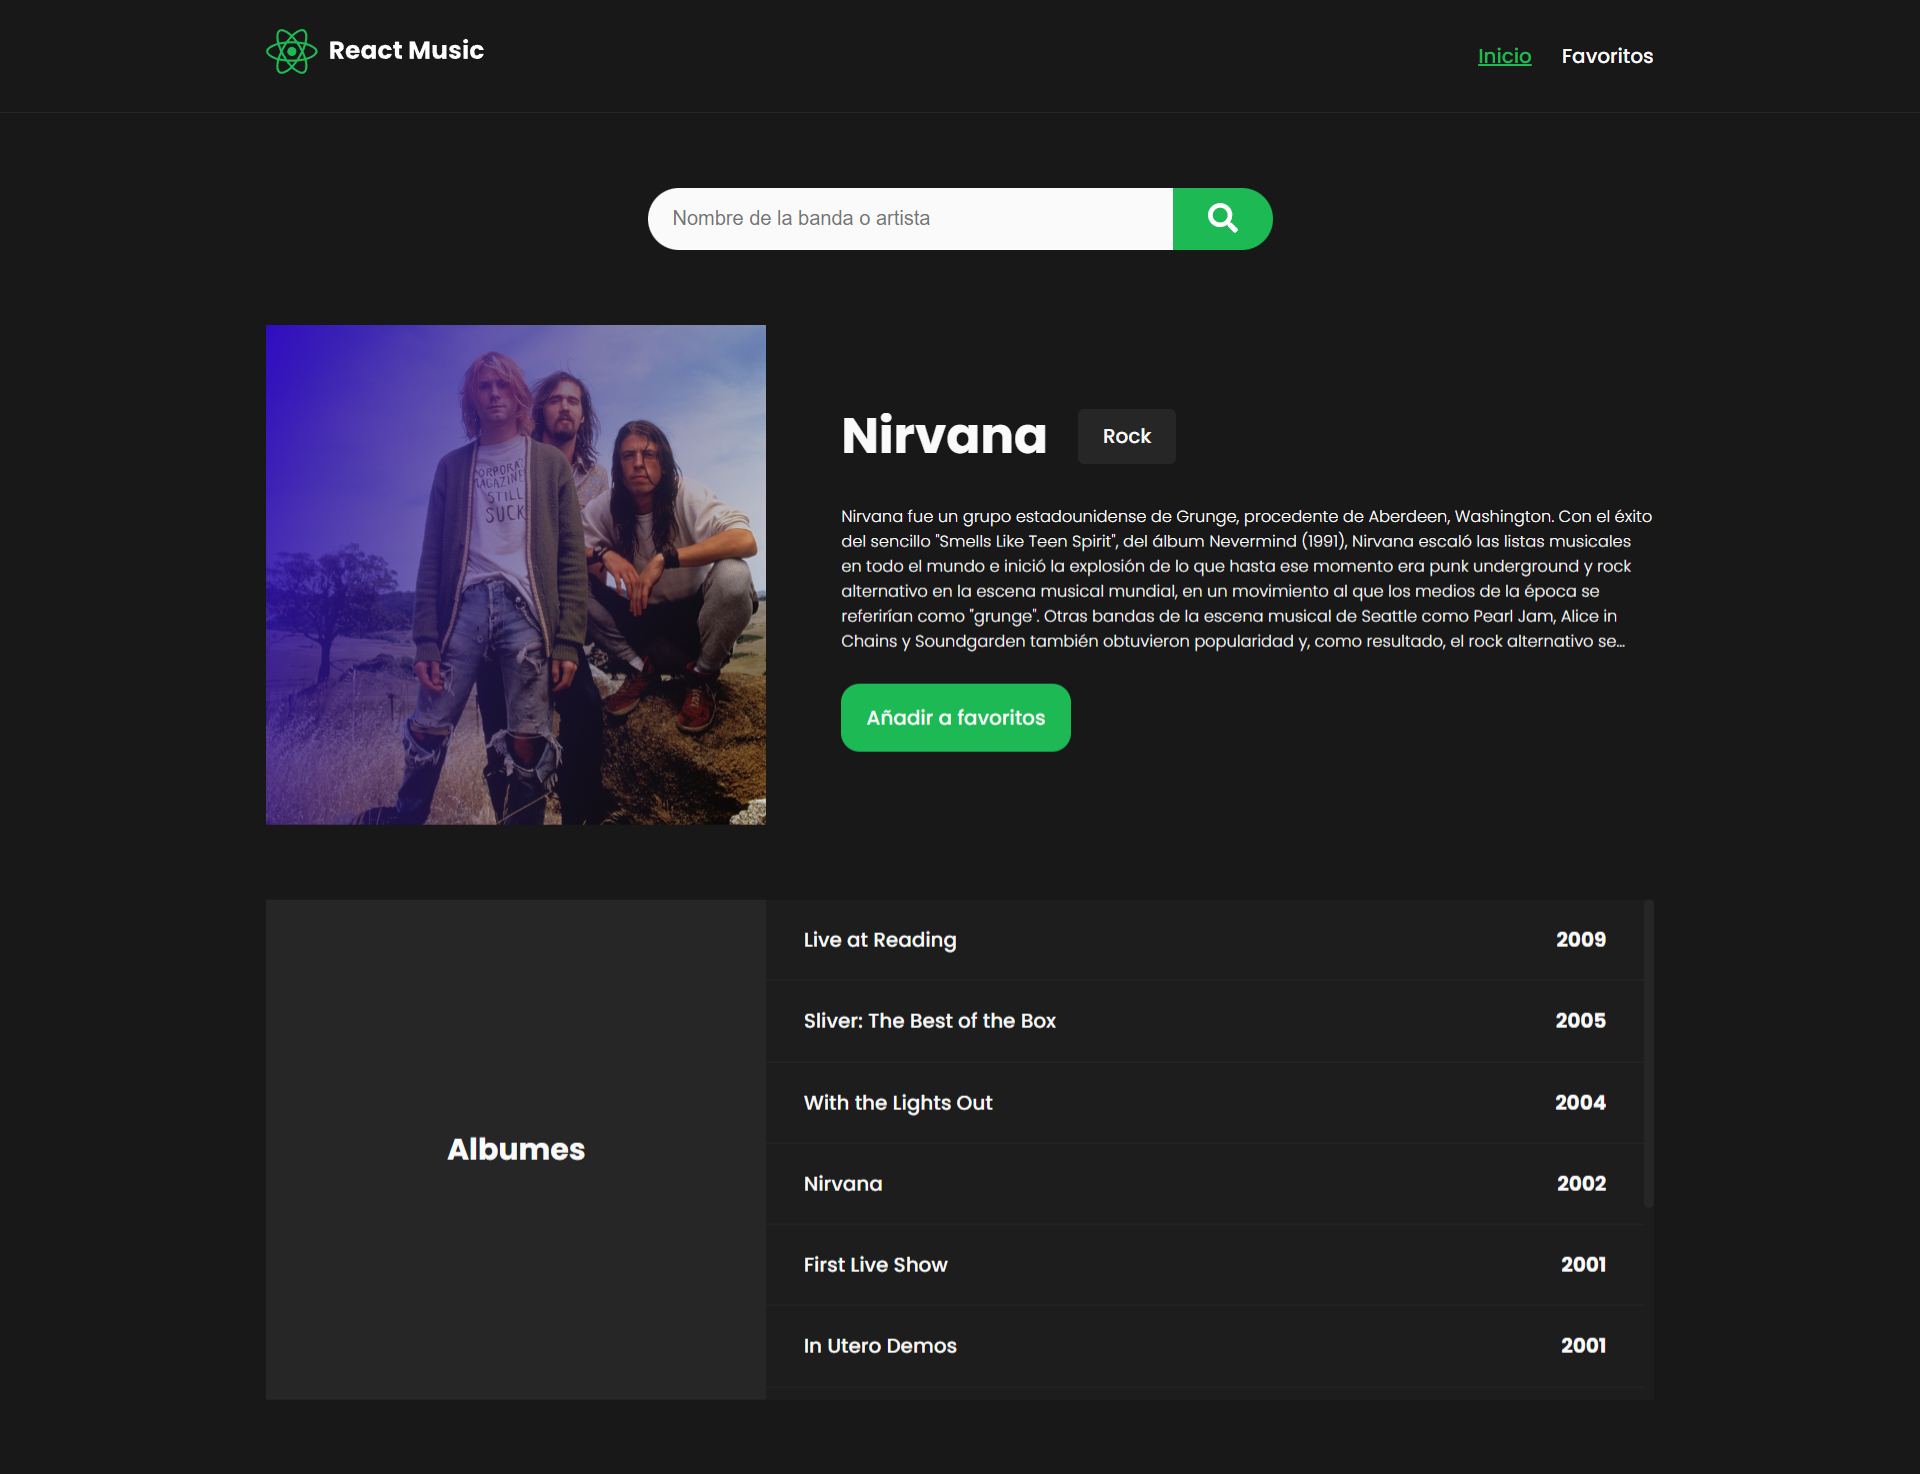 React Music
Inicio
Favoritos
Nombre de la banda o artista
CORPORATE
MAGAZINES
STILL
SUCK
Nirvana
Rock
Nirvana fue un grupo estadounidense de Grunge, procedente de Aberdeen, Washington. Con el éxito
del sencillo "Smells Like Teen Spirit", del álbum Nevermind (1991), Nirvana escaló las listas musicales
en todo el mundo e inició la explosión de lo que hasta ese momento era punk underground y rock
alternativo en la escena musical mundial, en un movimiento al que los medios de la época se
referirían como "grunge". Otras bandas de la escena musical de Seattle como Pearl Jam, Alice in
Chains y Soundgarden también obtuvieron popularidad y, como resultado, el rock alternativo se...
Añadir a favoritos
Albumes
Live at Reading 2009
Sliver: The Best of the Box 2005
With the Lights Out 2004
Nirvana 2002
First Live Show 2001
In Utero Demos 2001